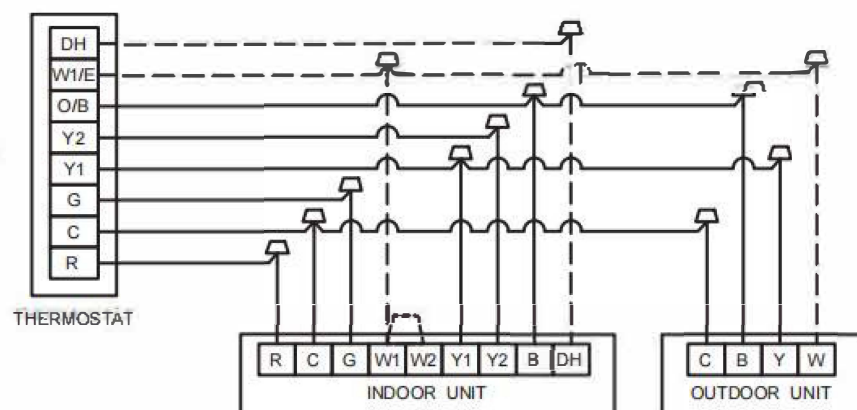 DH
W1/E
O/B
Y2
Y1
G
C
R
THERMOSTAT
R C G W1 W2 Y1 Y2 B DH
INDOOR UNIT
C B Y W
OUTDOOR UNIT